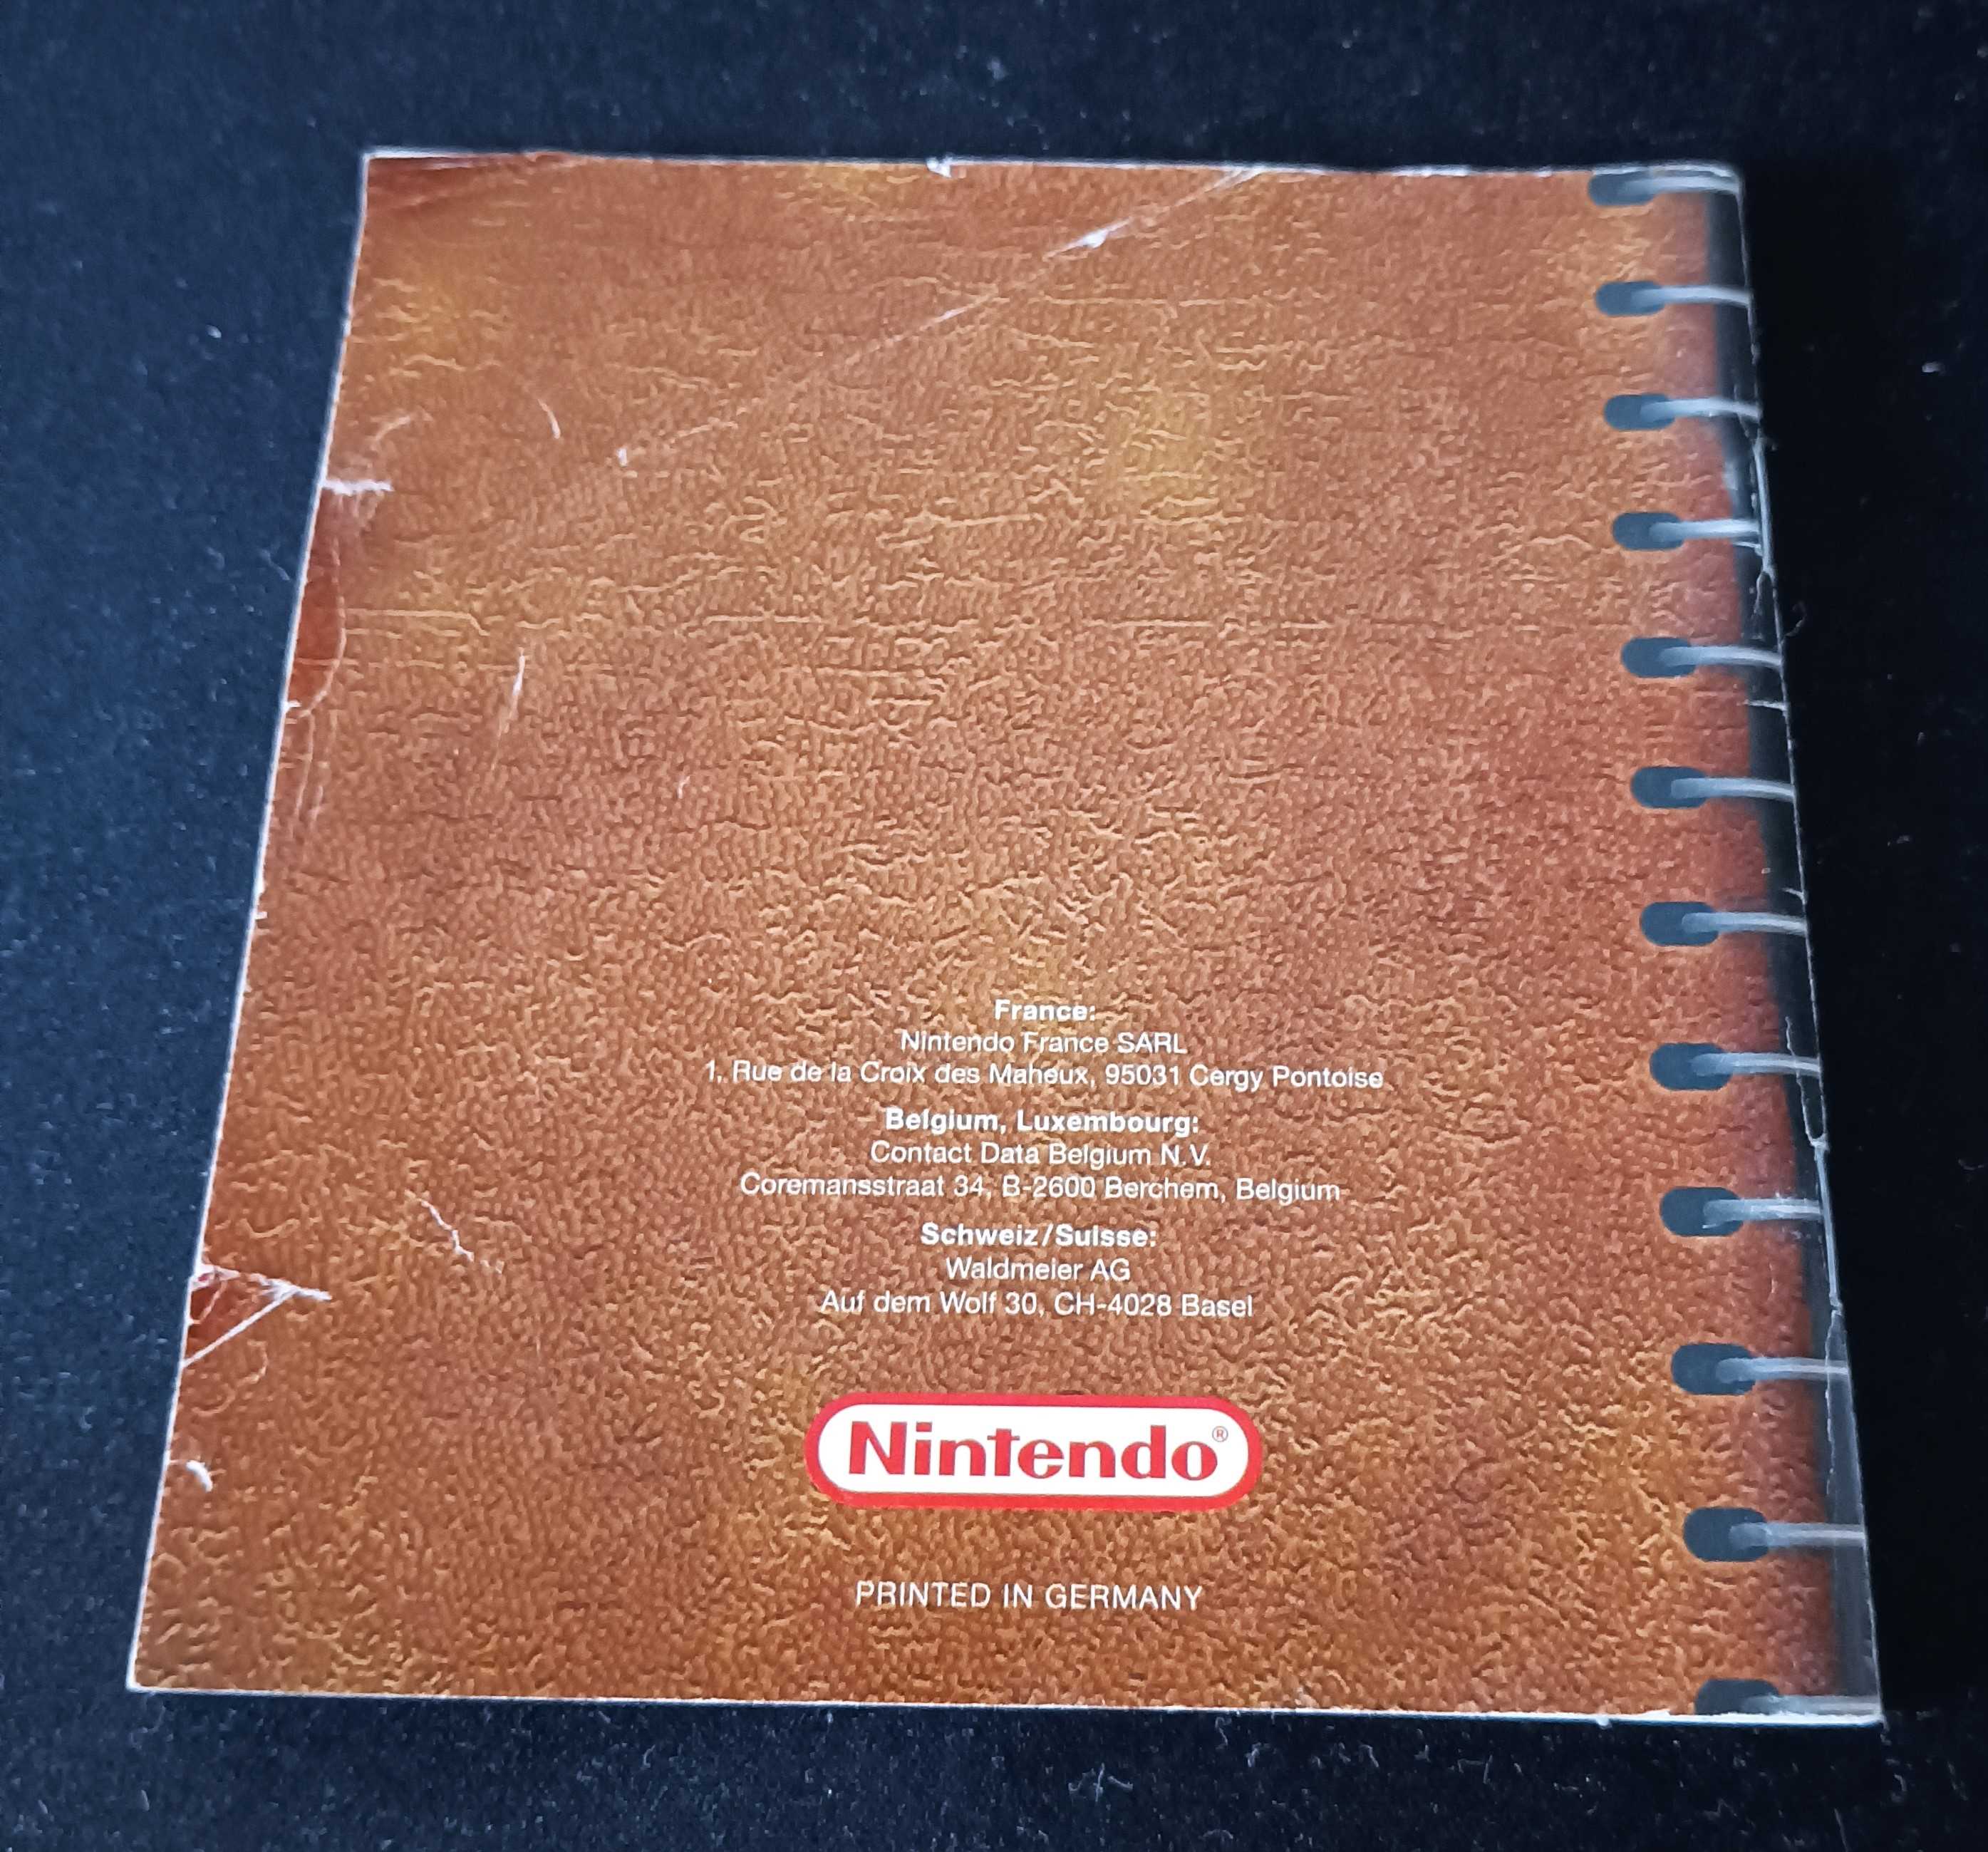 France:
Nintendo France SARL
1, Rue de la Croix des Maheux, 95031 Cergy Pontoise
Belgium, Luxembourg:
Contact Data Belgium N.V.
Coremansstraat 34, B-2600 Berchem, Belgium
Schweiz/Suisse:
Waldmeier AG
Auf dem Wolf 30, CH-4028 Basel
Nintendo®
PRINTED IN GERMANY